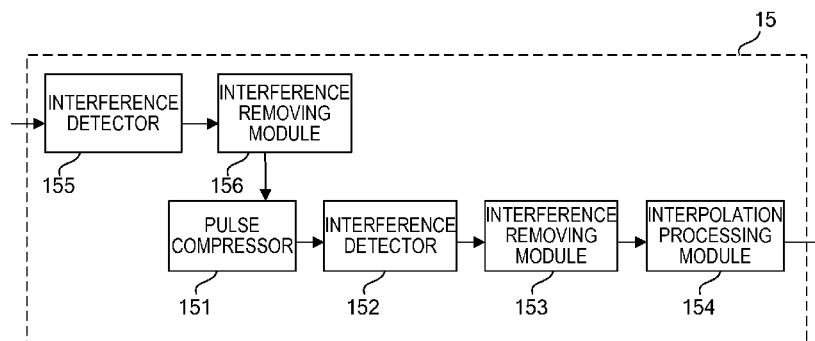 15
INTERFERENCE
DETECTOR
155
INTERFERENCE
REMOVING
MODULE
156
PULSE
COMPRESSOR
151
INTERFERENCE
DETECTOR
152
INTERFERENCE
REMOVING
MODULE
153
INTERPOLATION
PROCESSING
MODULE
154